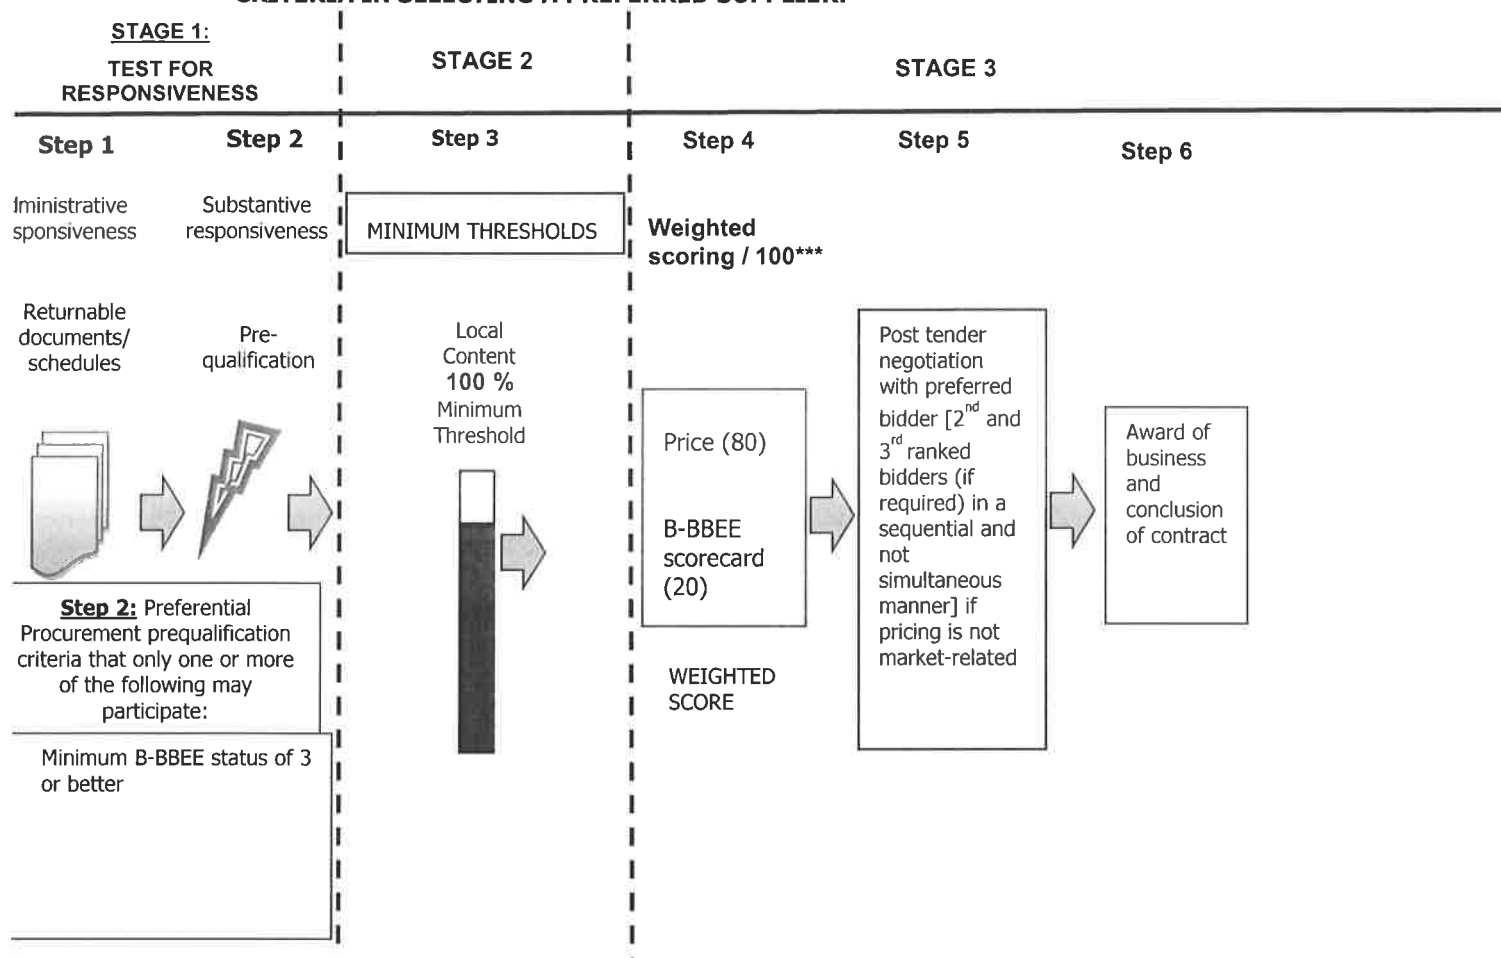 STAGE 1:
TEST FOR
RESPONSIVENESS
STAGE 2
STAGE 3
Step 1
Step 2
Step 3
Step 4
Step 5
Step 6
lministrative
sponsiveness
Substantive
responsiveness
MINIMUM THRESHOLDS
Weighted
scoring / 100***
Returnable
documents/
schedules
Pre-
qualification
Local
Content
100 %
Minimum
Threshold
Price (80)
B-BBEE
scorecard
(20)
WEIGHTED
SCORE
Post tender
negotiation
with preferred
bidder [2nd and
3rd ranked
bidders (if
required) in a
sequential and
not
simultaneous
manner] if
pricing is not
market-related
Award of
business
and
conclusion
of contract
Step 2: Preferential
Procurement prequalification
criteria that only one or more
of the following may
participate:
Minimum B-BBEE status of 3
or better